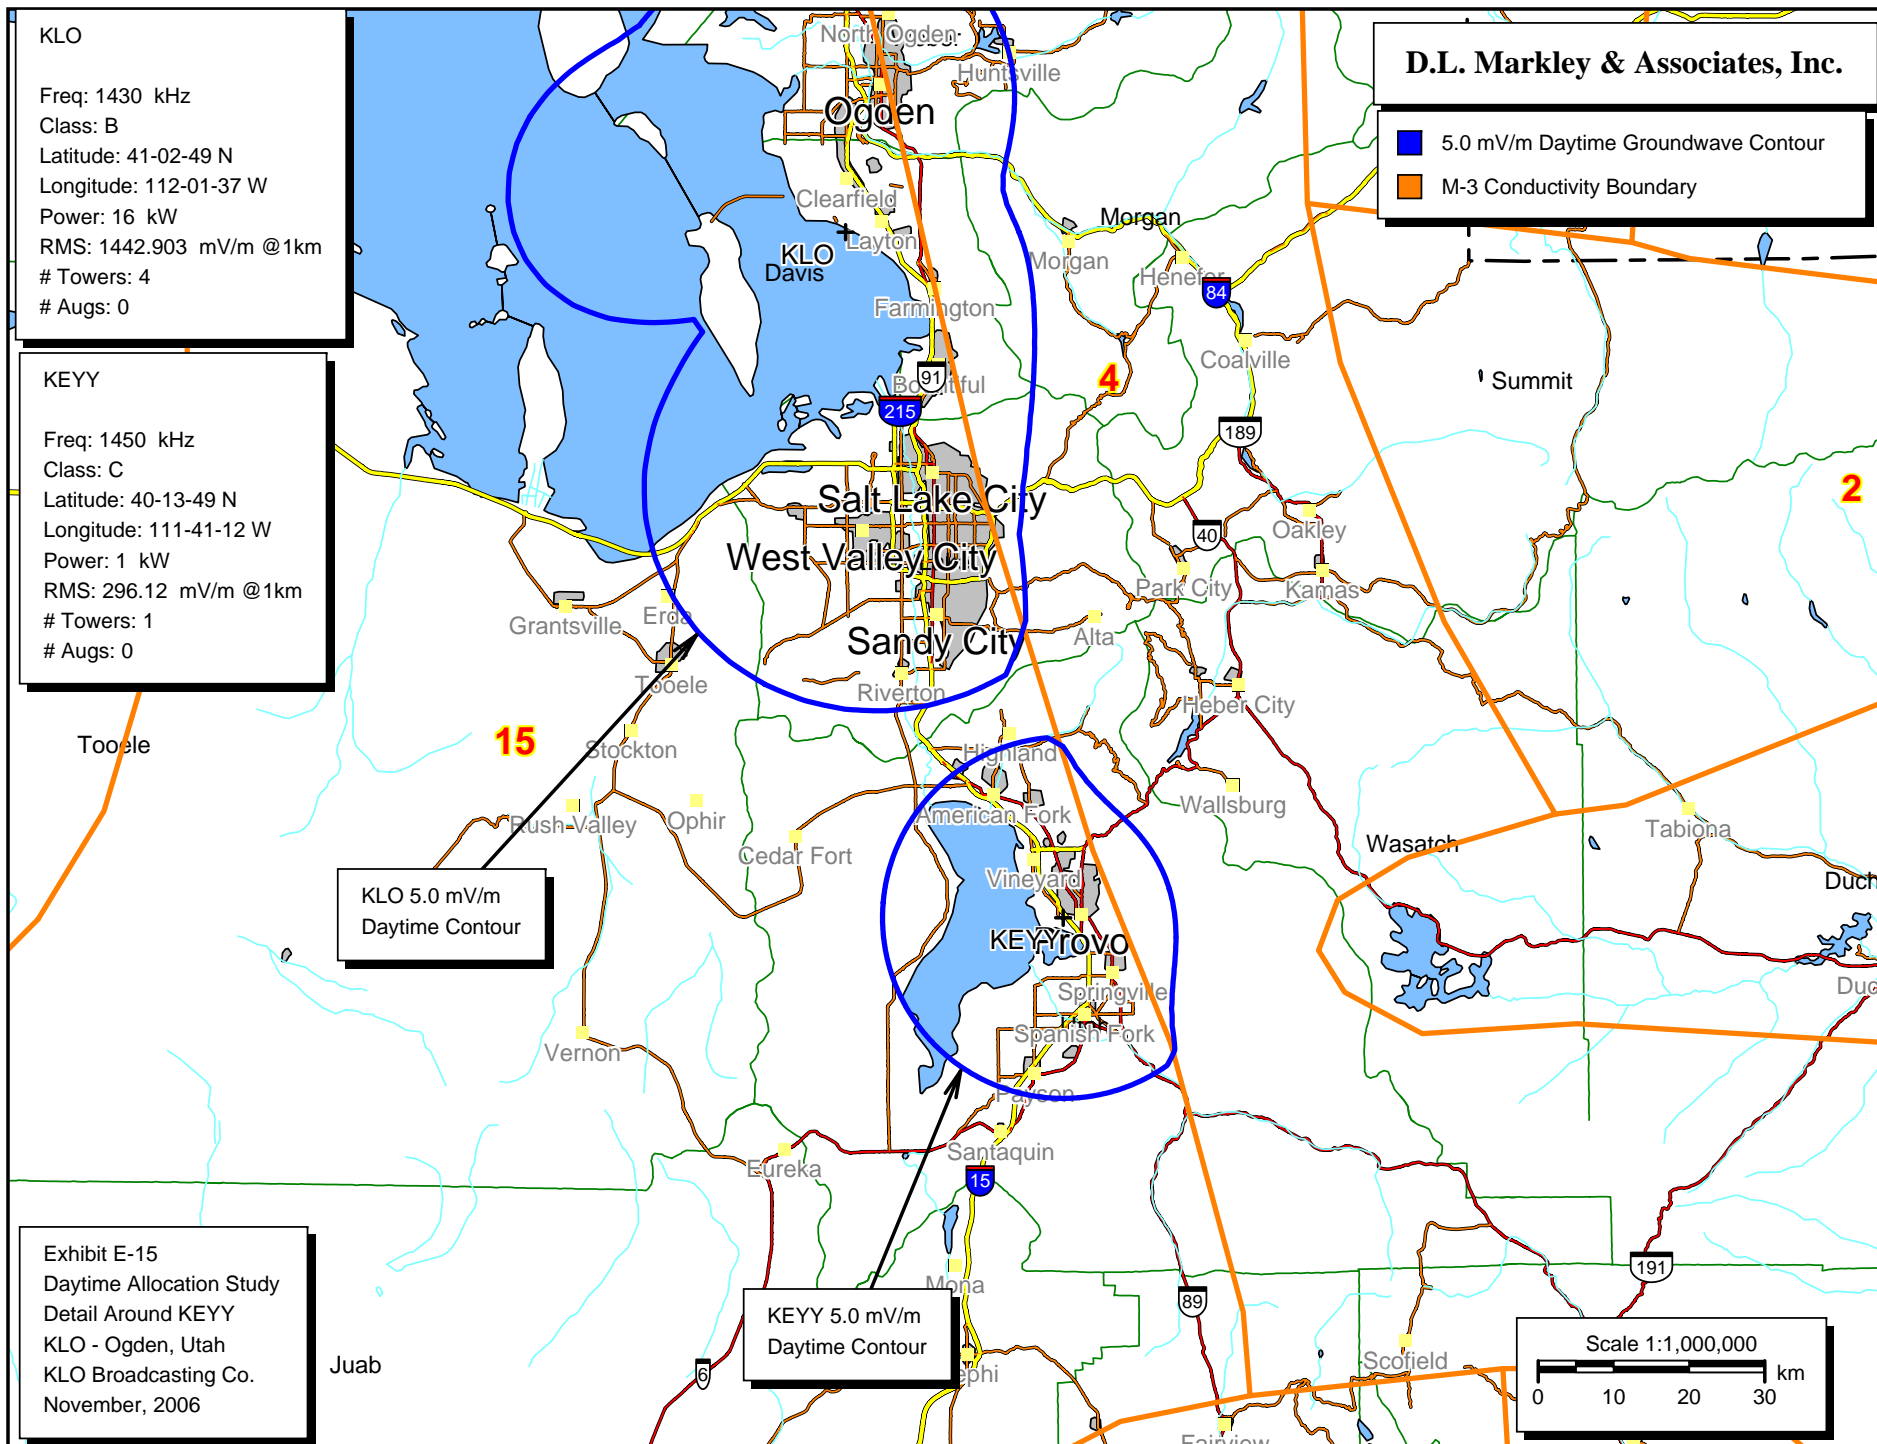 KLO
Freq: 1430 kHz
Class: B
Latitude: 41-02-49 N
Longitude: 112-01-37 W
Power: 16 kW
RMS: 1442.903 mV/m @1km
# Towers: 4
# Augs: 0
KEYY
Freq: 1450 kHz
Class: C
Latitude: 40-13-49 N
Longitude: 111-41-12 W
Power: 1 kW
RMS: 296.12 mV/m @1km
# Towers: 1
# Augs: 0
D.L. Markley & Associates, Inc.
5.0 mV/m Daytime Groundwave Contour
M-3 Conductivity Boundary
North Ogden
Huntsville
Ogden
Clearfield
Layton
KLO
Davis
Farmington
Morgan
Morgan
Henefer
84
Coalville
Summit
91
Bountiful
215
4
189
2
Salt Lake City
West Valley City
Sandy City
Oakley
40
Park City
Kamas
Alta
Grantsville
Erda
Tooele
Riverton
Heber City
Tooele
15
Stockton
Highland
Wallsburg
Rush Valley
Ophir
American Fork
Tabiona
Cedar Fort
Wasatch
Vineyard
Duch
KLO 5.0 mV/m
Daytime Contour
KEYY
Provo
Springville
Duc
Spanish Fork
Vernon
Payson
Santaquin
Eureka
15
Mona
191
89
KEYY 5.0 mV/m
Daytime Contour
ephi
6
Juab
Scofield
Fairview
Exhibit E-15
Daytime Allocation Study
Detail Around KEYY
KLO - Ogden, Utah
KLO Broadcasting Co.
November, 2006
Scale 1:1,000,000
km
0 10 20 30